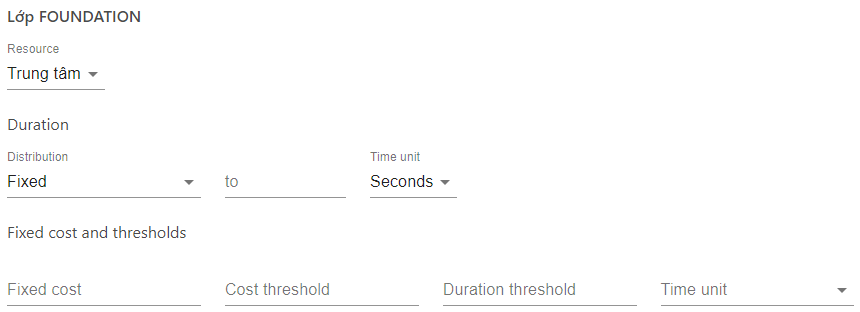 Lớp FOUNDATION
Resource
Trung tâm
Duration
Distribution
Time unit
Fixed
to
Seconds
Fixed cost and thresholds
Fixed cost
Cost threshold
Duration threshold
Time unit